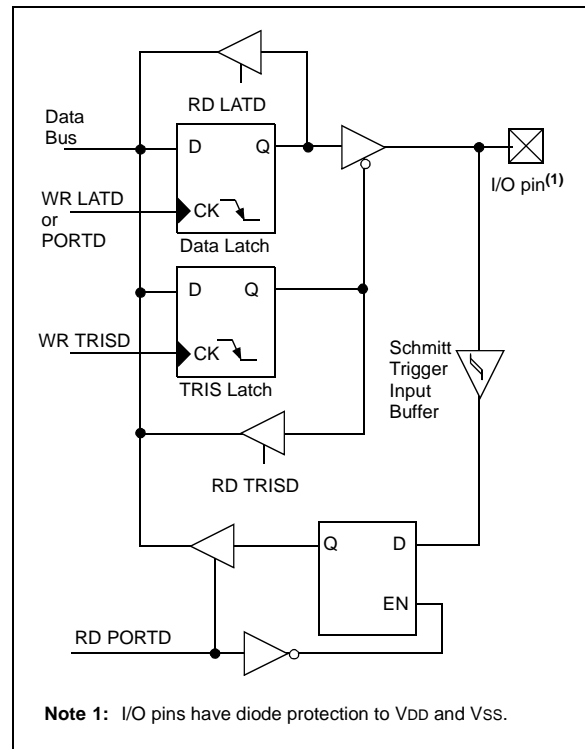 RD LATD
Data
Bus
D Q
I/O pin(1)
WR LATD
or
PORTD
CK
Data Latch
D Q
WR TRISD
CK
TRIS Latch
Schmitt
Trigger
Input
Buffer
RD TRISD
Q D
EN
RD PORTD
Note 1: I/O pins have diode protection to VDD and VSS.